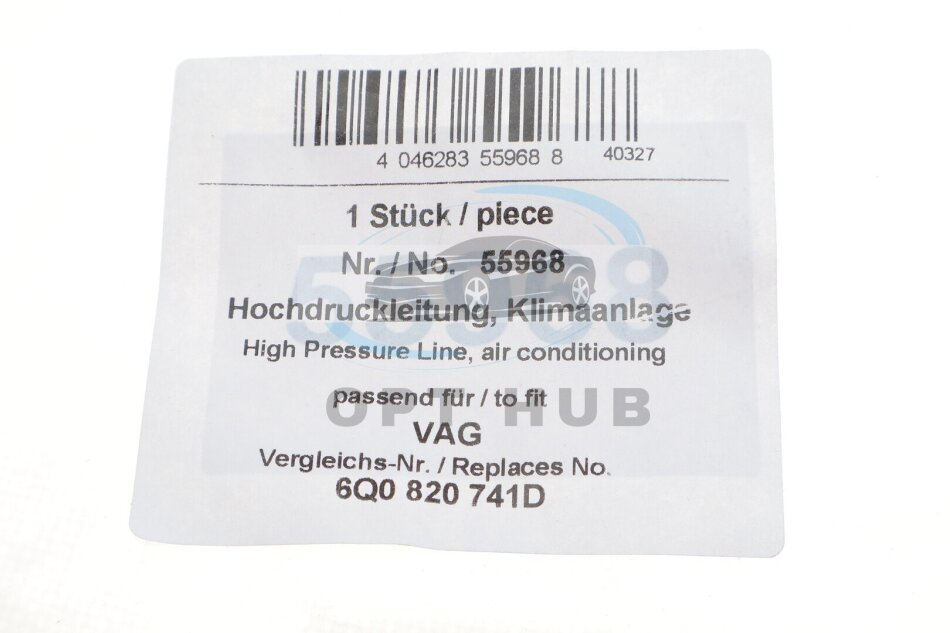 4 046283 55968 8 40327
1 Stück / piece
Nr. / No. 55968
55968
Hochdruckleitung, Klimaanlage
High Pressure Line, air conditioning
passend für / to fit
OPT HUB
VAG
Vergleichs-Nr. / Replaces No.
6Q0 820 741D